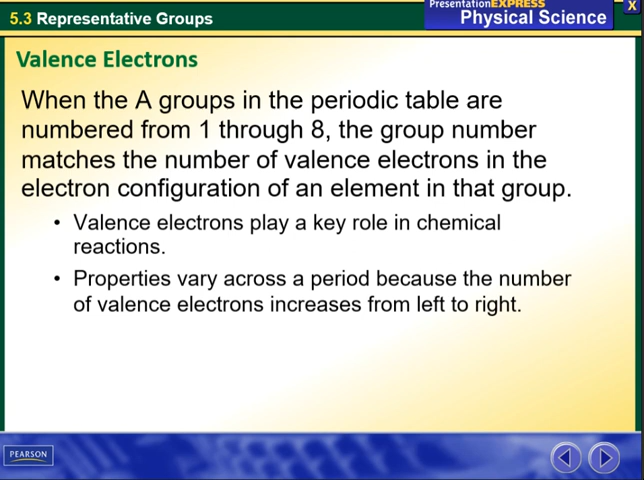 PresentationEXPRESS
5.3 Representative Groups
Physical Science
X
Valence Electrons
When the A groups in the periodic table are
numbered from 1 through 8, the group number
matches the number of valence electrons in the
electron configuration of an element in that group.
• Valence electrons play a key role in chemical
reactions.
• Properties vary across a period because the number
of valence electrons increases from left to right.
PEARSON